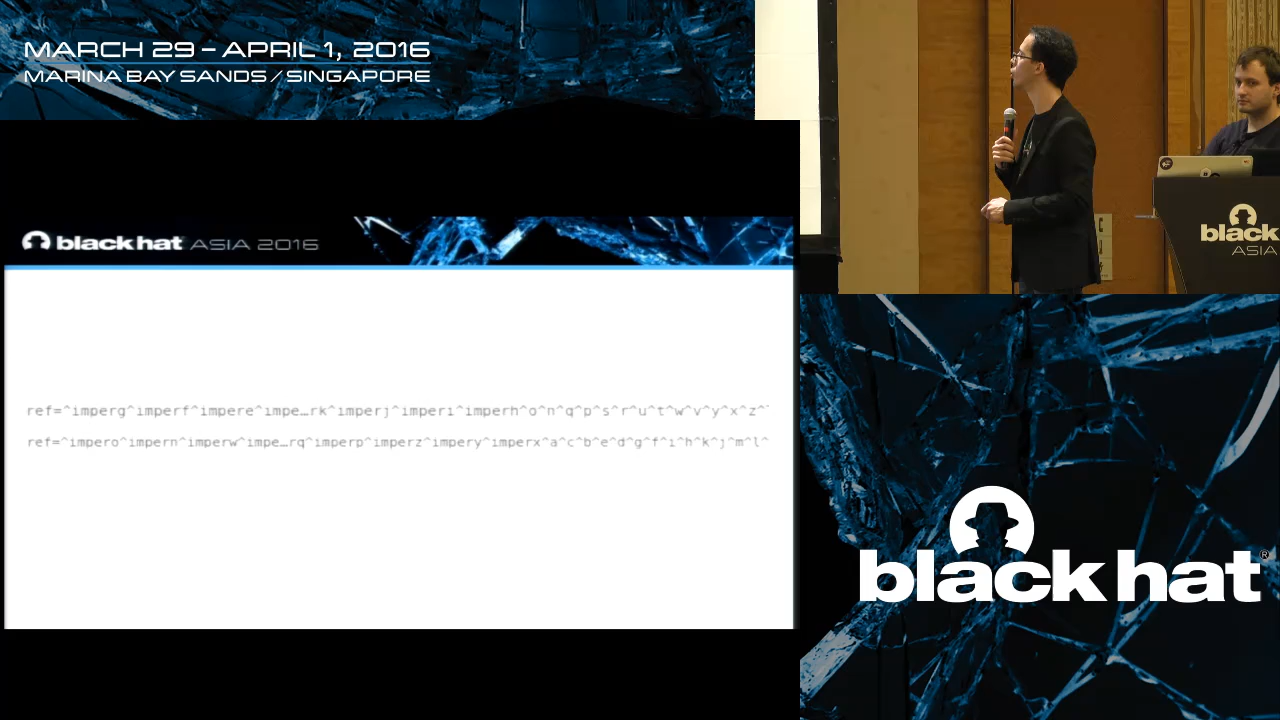 MARCH 29 – APRIL 1, 2016
MARINA BAY SANDS / SINGAPORE
black hat ASIA 2016
ref=^imperg^imperf^impere^impe…rk^imperj^imperi^imperh^o^n^q^p^s^r^u^t^w^v^y^x^z^
ref=^impero^impern^imperw^impe…rq^imperp^imperz^impery^imperx^a^c^b^e^d^g^f^i^h^k^j^m^l^
black
ASIA
black hat®